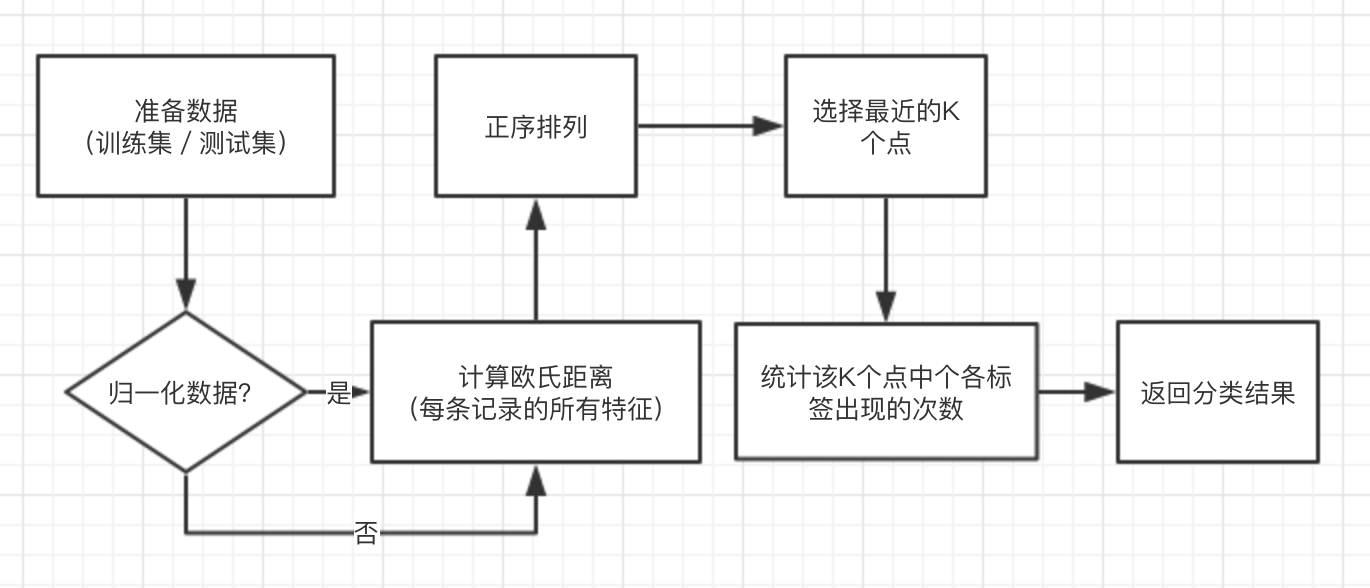 准备数据
（训练集 / 测试集）
正序排列
选择最近的K
个点
归一化数据?
是
计算欧氏距离
（每条记录的所有特征）
统计该K个点中个各标
签出现的次数
返回分类结果
否